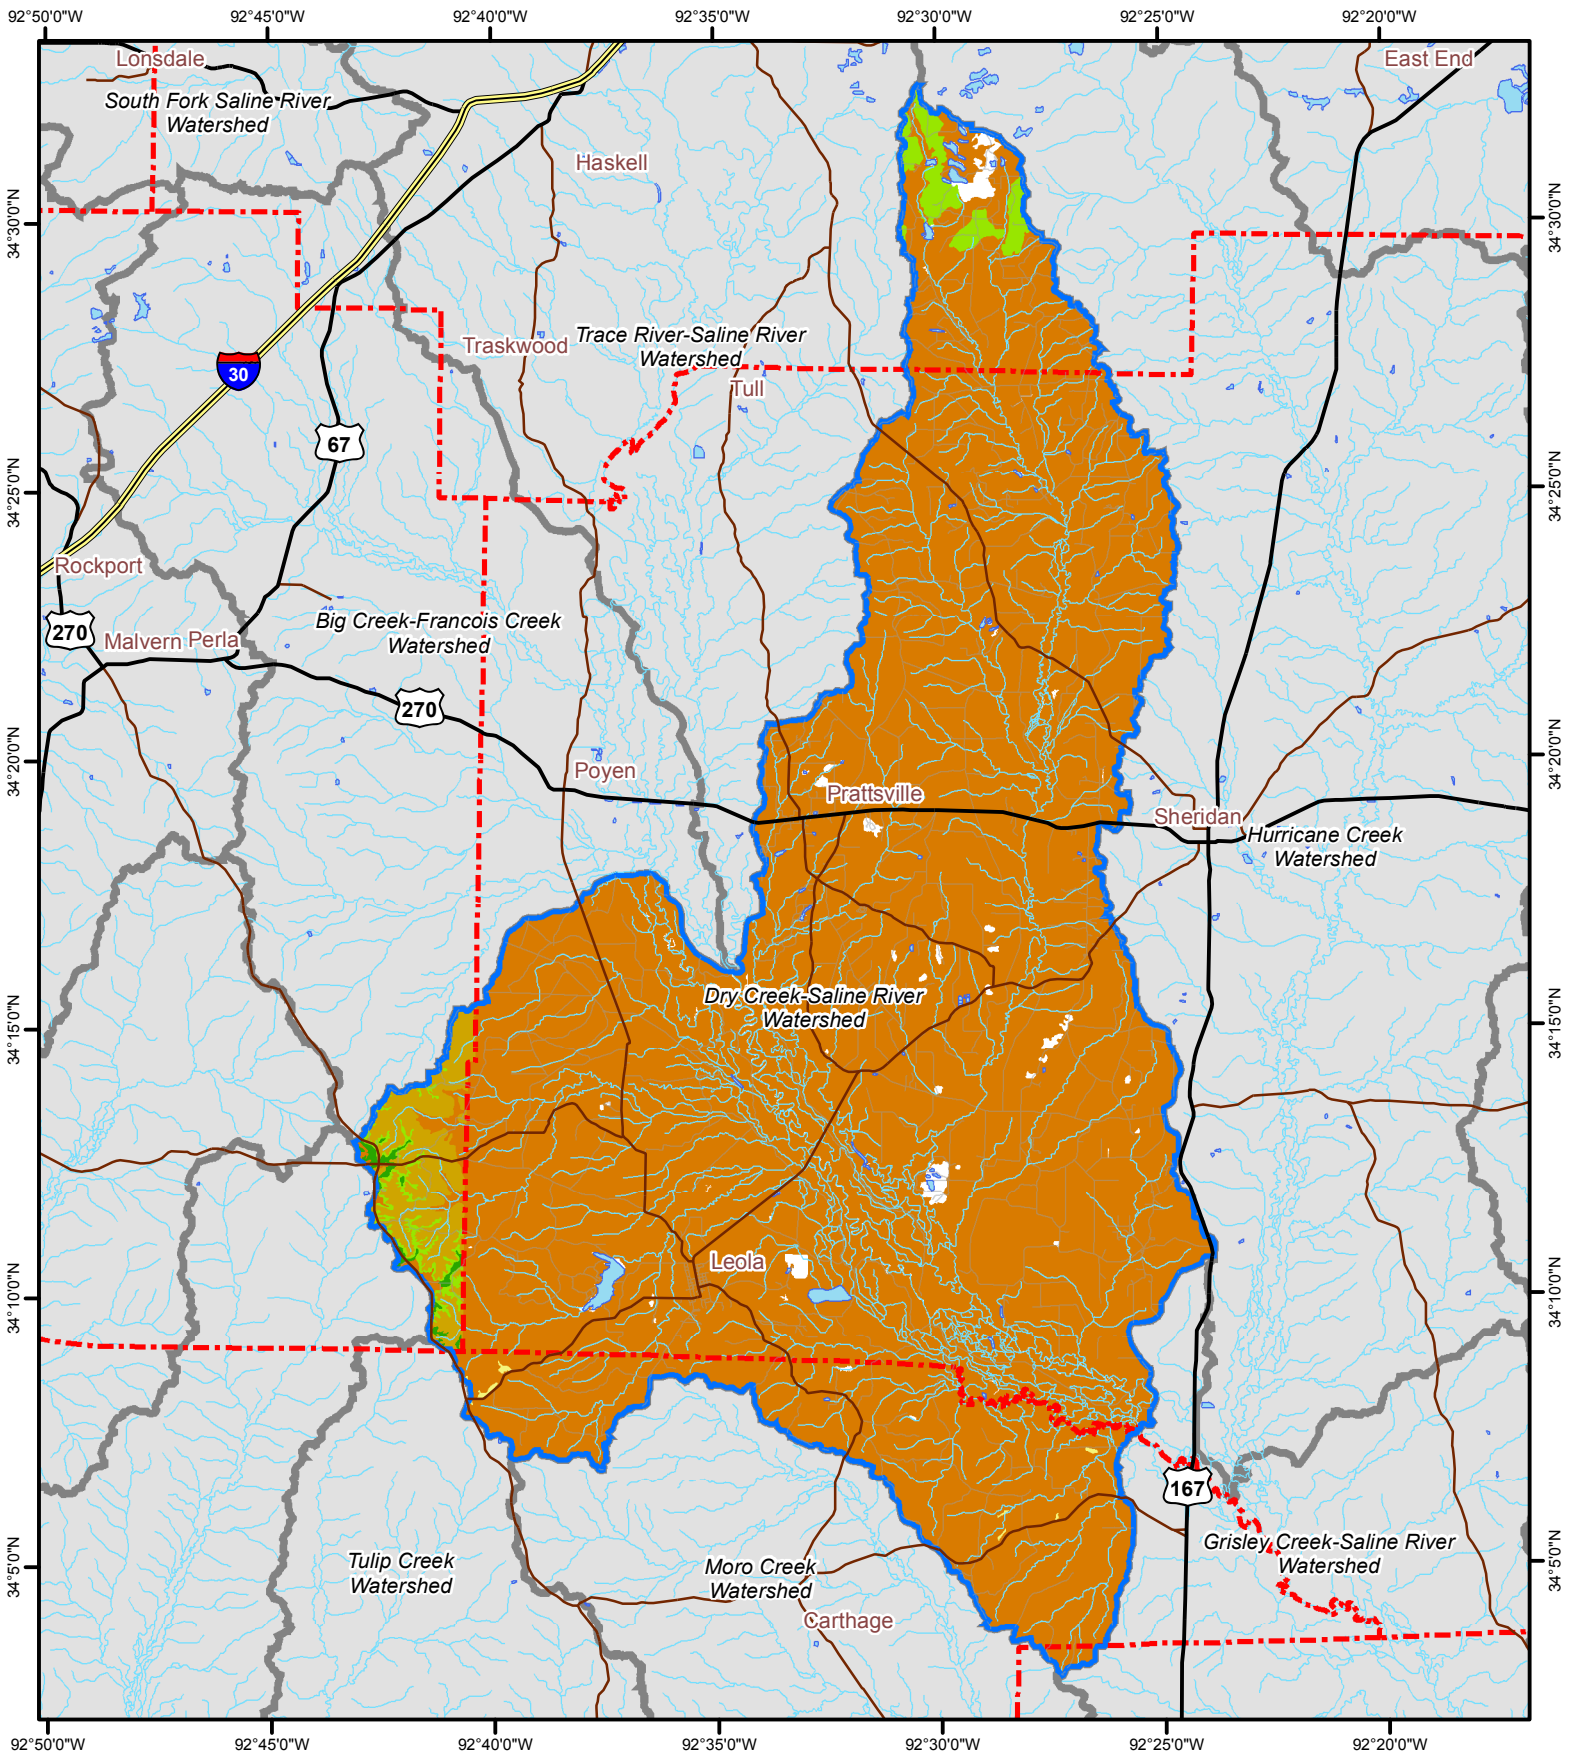 92°50'0"W 92°45'0"W 92°40'0"W 92°35'0"W 92°30'0"W 92°25'0"W 92°20'0"W
Lonsdale
East End
South Fork Saline River
Watershed
Haskell
34°30'0"N
34°30'0"N
Trace River-Saline River
Watershed
Traskwood
30
Tull
67
34°25'0"N
34°25'0"N
Rockport
Big Creek-Francois Creek
Watershed
270
Malvern Perla
270
34°20'0"N
34°20'0"N
Poyen
Prattsville
Sheridan
Hurricane Creek
Watershed
Dry Creek-Saline River
Watershed
34°15'0"N
34°15'0"N
Leola
34°10'0"N
34°10'0"N
167
Grisley Creek-Saline River
Watershed
Tulip Creek
Watershed
Moro Creek
Watershed
34°5'0"N
34°5'0"N
Carthage
92°50'0"W 92°45'0"W 92°40'0"W 92°35'0"W 92°30'0"W 92°25'0"W 92°20'0"W